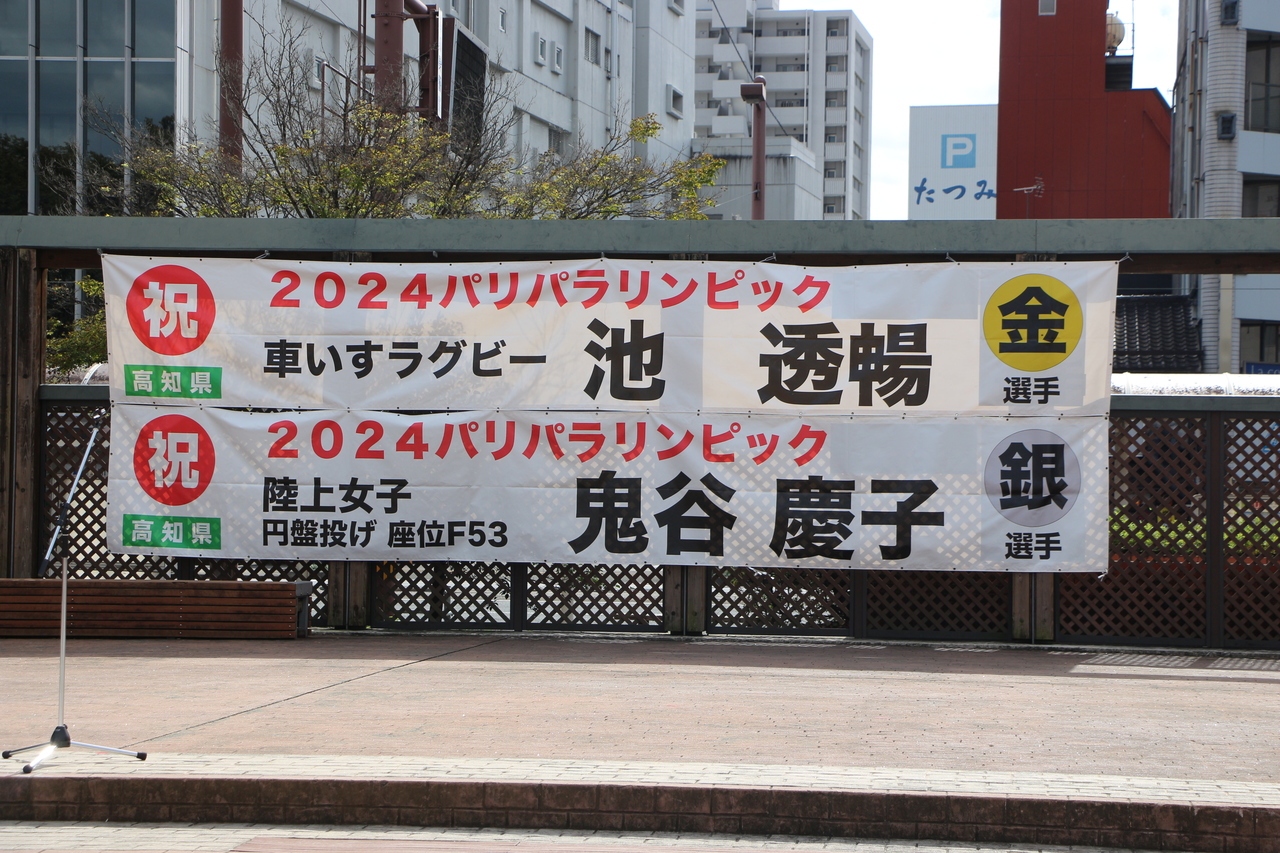 P
たつみ
祝
高知県
2024パリパラリンピック
車いすラグビー 池 透暢
金
選手
祝
高知県
2024パリパラリンピック
陸上女子
円盤投げ 座位F53
鬼谷 慶子
銀
選手